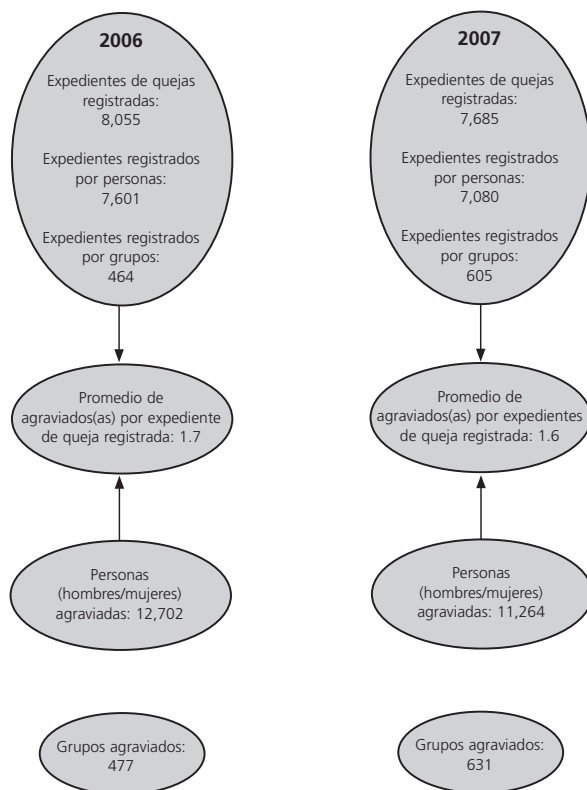 2006
Expedientes de quejas
registradas:
8,055
Expedientes registrados
por personas:
7,601
Expedientes registrados
por grupos:
464
Promedio de
agraviados(as) por expediente
de queja registrada: 1.7
Personas
(hombres/mujeres)
agraviadas: 12,702
Grupos agraviados:
477
2007
Expedientes de quejas
registradas:
7,685
Expedientes registrados
por personas:
7,080
Expedientes registrados
por grupos:
605
Promedio de
agraviados(as) por expedientes
de queja registrada: 1.6
Personas
(hombres/mujeres)
agraviadas: 11,264
Grupos agraviados:
631